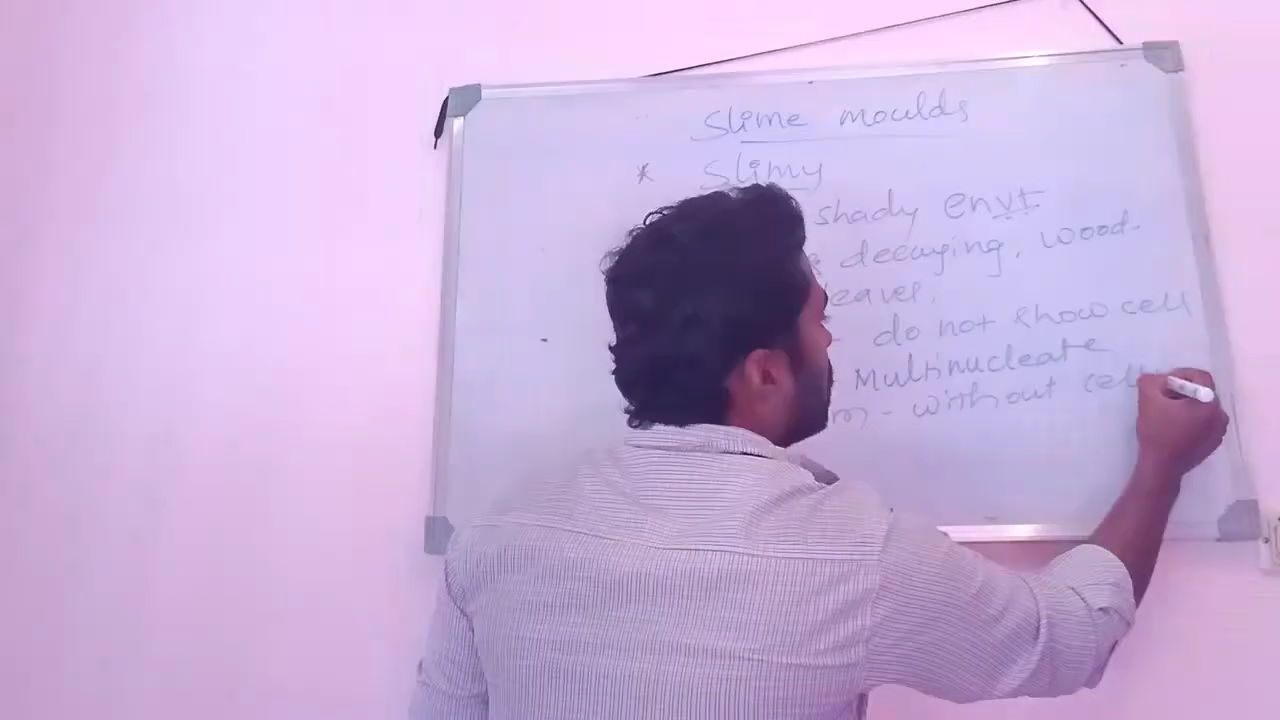 Slime moulds
* Slimy
shady envt.
decaying, wood.
leaves.
- do not show cell
Multinucleate
- without cell